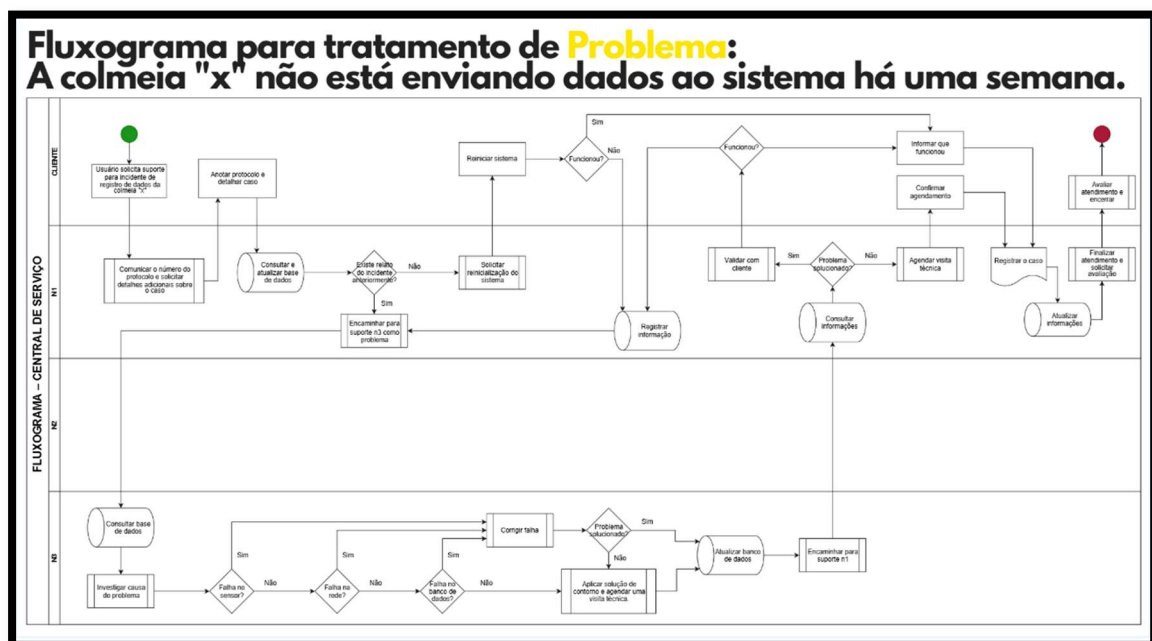 Fluxograma para tratamento de Problema:
A colmeia "x" não está enviando dados ao sistema há uma semana.
FLUXOGRAMA – CENTRAL DE SERVIÇO
CLIENTE
Usuário solicita suporte
para incidente de
registro de dados da
colmeia "x"
Anotar protocolo e
detalhar caso
Reiniciar sistema
Funcionou?
Sim
Não
Funcionou?
Informar que
funcionou
Confirmar
agendamento
Avaliar
atendimento e
encerrar
N1
Comunicar o número do
protocolo e solicitar
detalhes adicionais sobre
o caso
Consultar e
atualizar base
de dados
Existe relato
do incidente
anteriormente?
Não
Sim
Solicitar
reinicialização do
sistema
Encaminhar para
suporte n3 como
problema
Registrar
informação
Validar com
cliente
Sim
Problema
solucionado?
Não
Agendar visita
técnica
Consultar
informações
Registrar o caso
Atualizar
informações
Finalizar
atendimento e
solicitar
avaliação
N2
N3
Consultar base
de dados
Investigar causa
do problema
Falha no
sensor?
Sim
Não
Falha na
rede?
Sim
Não
Falha no
banco de
dados?
Sim
Não
Corrigir falha
Problema
solucionado?
Sim
Não
Aplicar solução de
contorno e agendar uma
visita técnica.
Atualizar banco
de dados
Encaminhar para
suporte n1